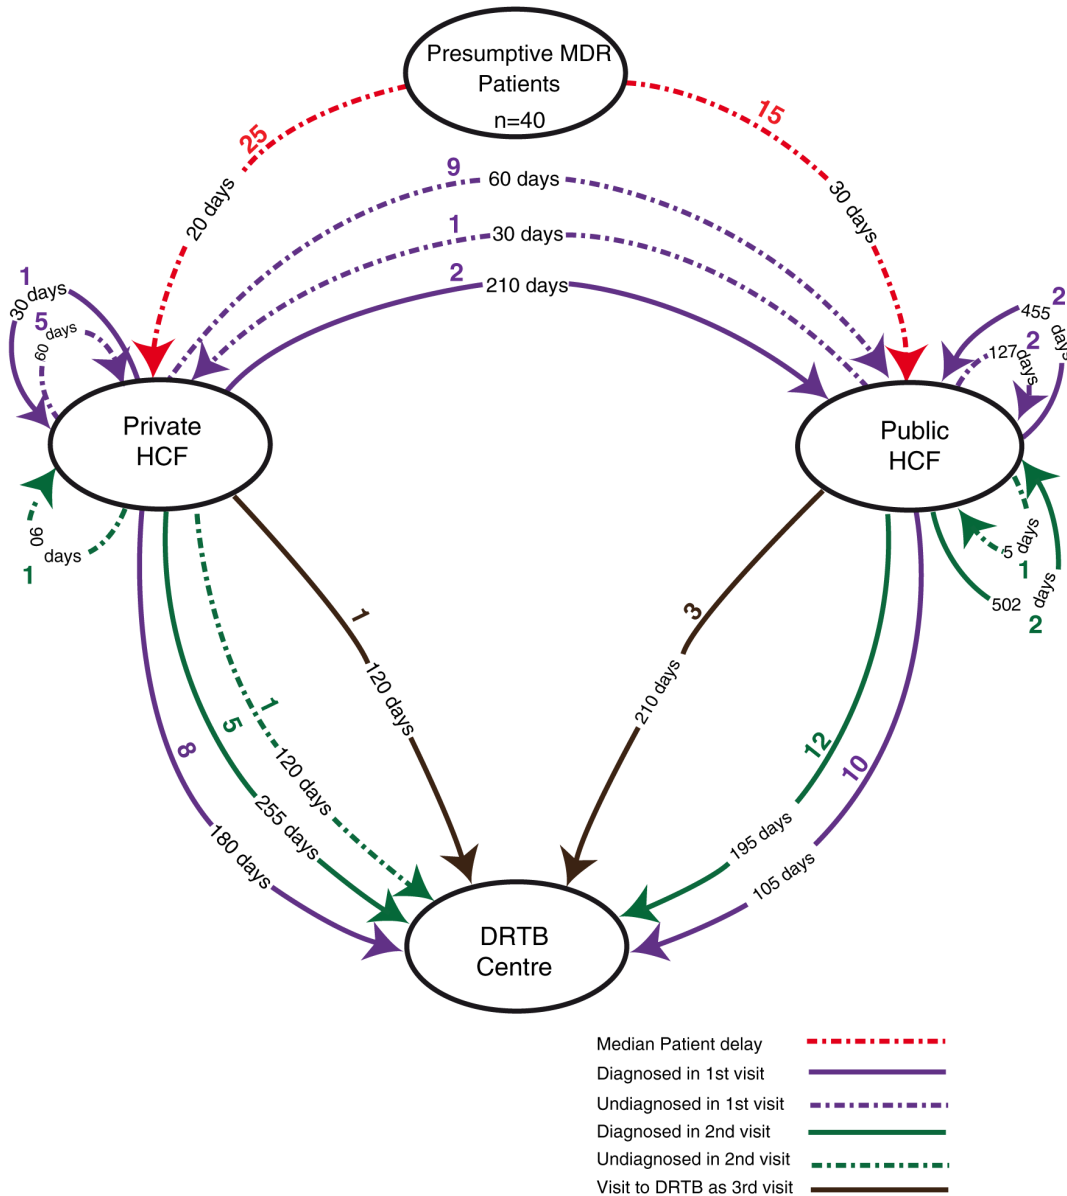 Presumptive MDR
Patients
n=40
25
20 days
15
30 days
9
60 days
1
30 days
2
210 days
1
30 days
5
60 days
2
455 days
2
127 days
Private
HCF
Public
HCF
90 days
1
5 days
1
502 days
2
1
120 days
3
210 days
1
120 days
5
255 days
8
180 days
12
195 days
10
105 days
DRTB
Centre
Median Patient delay
Diagnosed in 1st visit
Undiagnosed in 1st visit
Diagnosed in 2nd visit
Undiagnosed in 2nd visit
Visit to DRTB as 3rd visit